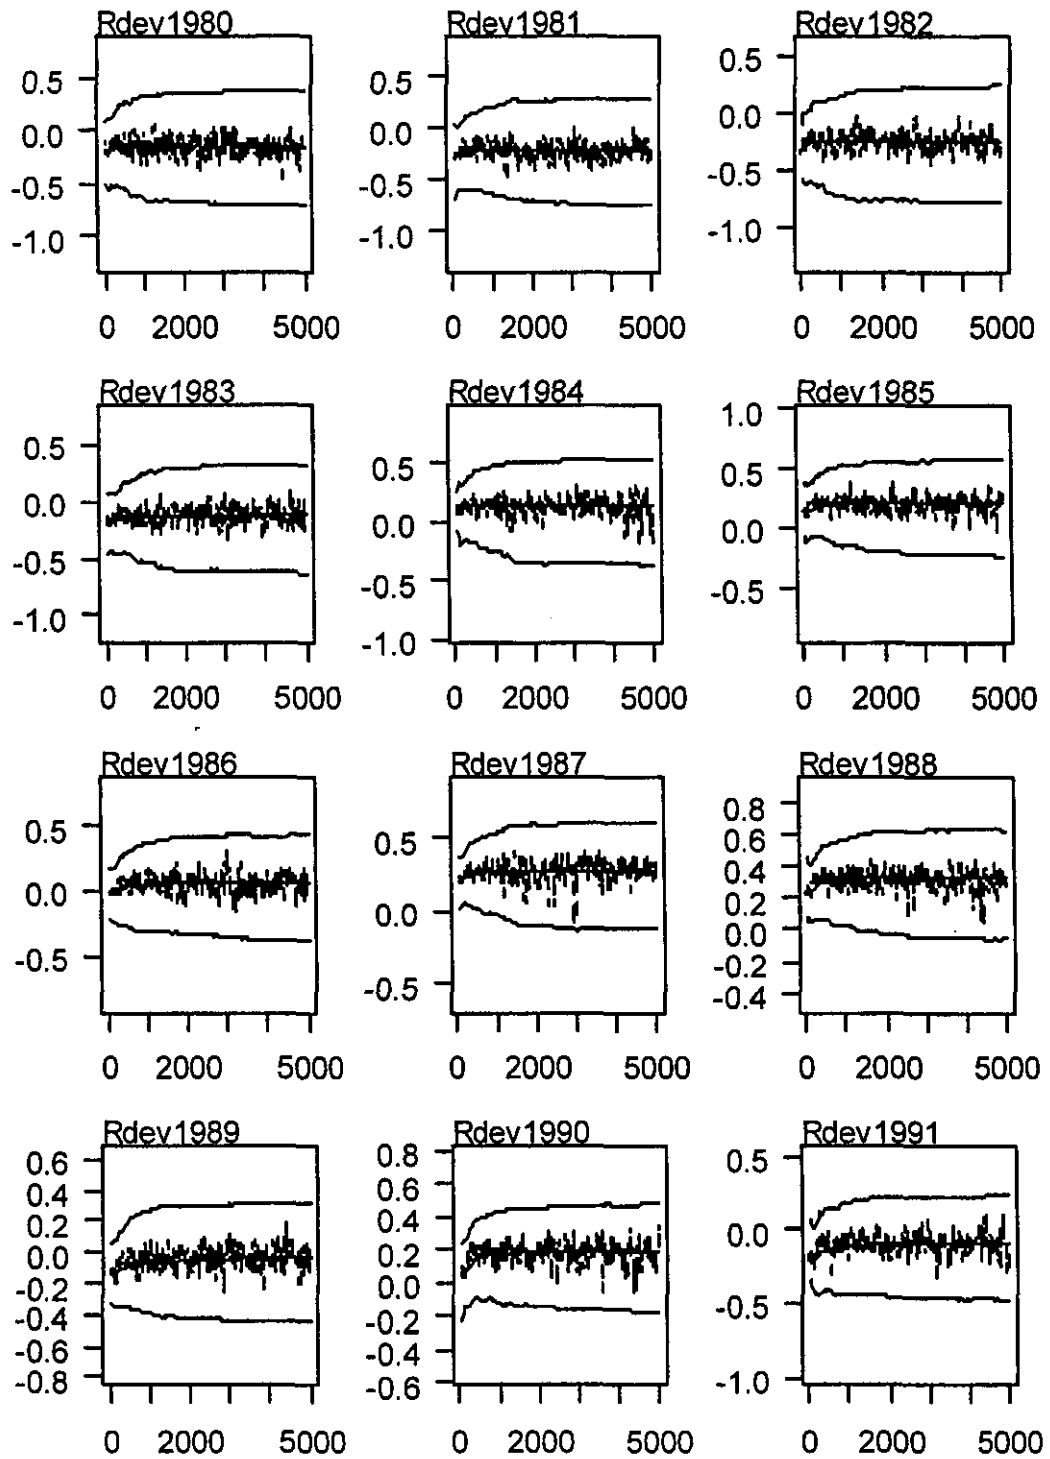 Rdev1980 Rdev1981 Rdev1982
0.5 0.5 0.5
0.0 0.0 0.0
-0.5 -0.5 -0.5
-1.0 -1.0 -1.0
0 2000 5000 0 2000 5000 0 2000 5000
Rdev1983 Rdev1984 Rdev1985
0.5 0.5 1.0
0.0 0.0 0.5
-0.5 -0.5 0.0
-1.0 -1.0 -0.5
0 2000 5000 0 2000 5000 0 2000 5000
Rdev1986 Rdev1987 Rdev1988
0.5 0.5 0.8
0.0 0.0 0.6
-0.5 -0.5 0.4
0.2
0.0
-0.2
-0.4
0 2000 5000 0 2000 5000 0 2000 5000
Rdev1989 Rdev1990 Rdev1991
0.6 0.8 0.5
0.4 0.6 0.0
0.2 0.4 -0.5
0.0 0.2 -1.0
-0.2 0.0
-0.4 -0.2
-0.6 -0.4
-0.8 -0.6
0 2000 5000 0 2000 5000 0 2000 5000